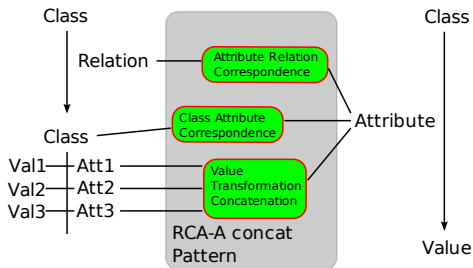 Class
Class
Relation
Attribute Relation
Correspondence
Class Attribute
Correspondence
Attribute
Class
Val1 Att1
Val2 Att2
Val3 Att3
Value
Transformation
Concatenation
RCA-A concat
Pattern
Value